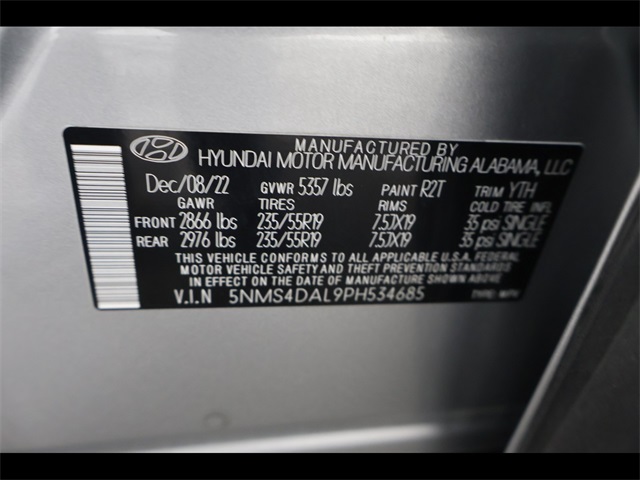 MANUFACTURED BY
HYUNDAI MOTOR MANUFACTURING ALABAMA, LLC
Dec/08/22 GVWR 5357 lbs PAINT R2T TRIM YTH
GAWR TIRES RIMS COLD TIRE INFL.
FRONT 2866 lbs 235/55R19 7.5JX19 35 psi SINGLE
REAR 2976 lbs 235/55R19 7.5JX19 35 psi SINGLE
THIS VEHICLE CONFORMS TO ALL APPLICABLE U.S.A. FEDERAL
MOTOR VEHICLE SAFETY AND THEFT PREVENTION STANDARDS
IN EFFECT ON THE DATE OF MANUFACTURE SHOWN ABOVE.
V.I.N 5NMS4DAL9PH534685 TYPE: MPV